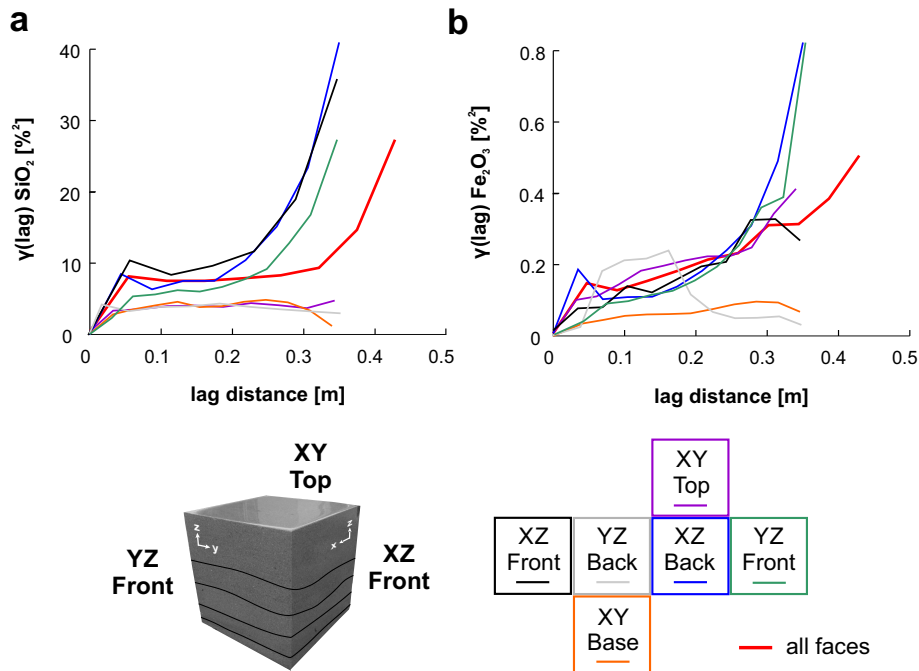 a
b
40
30
20
10
0
γ(lag) SiO₂ [%²]
0
0.1
0.2
0.3
0.4
0.5
lag distance [m]
0.8
0.6
0.4
0.2
0
γ(lag) Fe₂O₃ [%²]
0
0.1
0.2
0.3
0.4
0.5
lag distance [m]
XY
Top
YZ
Front
XZ
Front
z
y
z
x
XY
Top
XZ
Front
YZ
Back
XZ
Back
YZ
Front
XY
Base
all faces